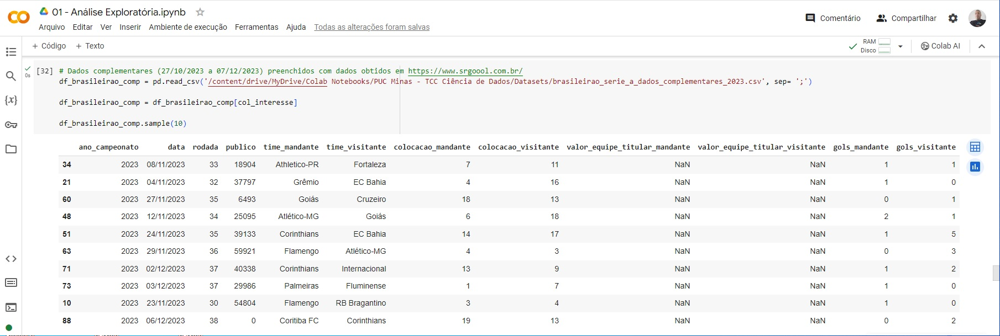 01 - Análise Exploratória.ipynb
Arquivo Editar Ver Inserir Ambiente de execução Ferramentas Ajuda Todas as alterações foram salvas
Comentário Compartilhar
+ Código + Texto
RAM
Disco
Colab AI
0s
[32] # Dados complementares (27/10/2023 a 07/12/2023) preenchidos com dados obtidos em https://www.srgoool.com.br/
df_brasileirao_comp = pd.read_csv('/content/drive/MyDrive/Colab Notebooks/PUC Minas - TCC Ciência de Dados/Datasets/brasileirao_serie_a_dados_complementares_2023.csv', sep= ';')
df_brasileirao_comp = df_brasileirao_comp[col_interesse]
df_brasileirao_comp.sample(10)
ano_campeonato data rodada publico time_mandante time_visitante colocacao_mandante colocacao_visitante valor_equipe_titular_mandante valor_equipe_titular_visitante gols_mandante gols_visitante
34 2023 08/11/2023 33 18904 Athletico-PR Fortaleza 7 11 NaN NaN 1 1
21 2023 04/11/2023 32 37797 Grêmio EC Bahia 4 16 NaN NaN 1 0
60 2023 27/11/2023 35 6493 Goiás Cruzeiro 18 13 NaN NaN 0 1
48 2023 12/11/2023 34 25095 Atlético-MG Goiás 6 18 NaN NaN 2 1
51 2023 24/11/2023 35 39133 Corinthians EC Bahia 14 17 NaN NaN 1 5
63 2023 29/11/2023 36 59921 Flamengo Atlético-MG 4 3 NaN NaN 0 3
71 2023 02/12/2023 37 40338 Corinthians Internacional 13 9 NaN NaN 1 2
73 2023 03/12/2023 37 29986 Palmeiras Fluminense 1 7 NaN NaN 1 0
10 2023 23/11/2023 30 54804 Flamengo RB Bragantino 3 4 NaN NaN 1 0
88 2023 06/12/2023 38 0 Coritiba FC Corinthians 19 13 NaN NaN 0 2